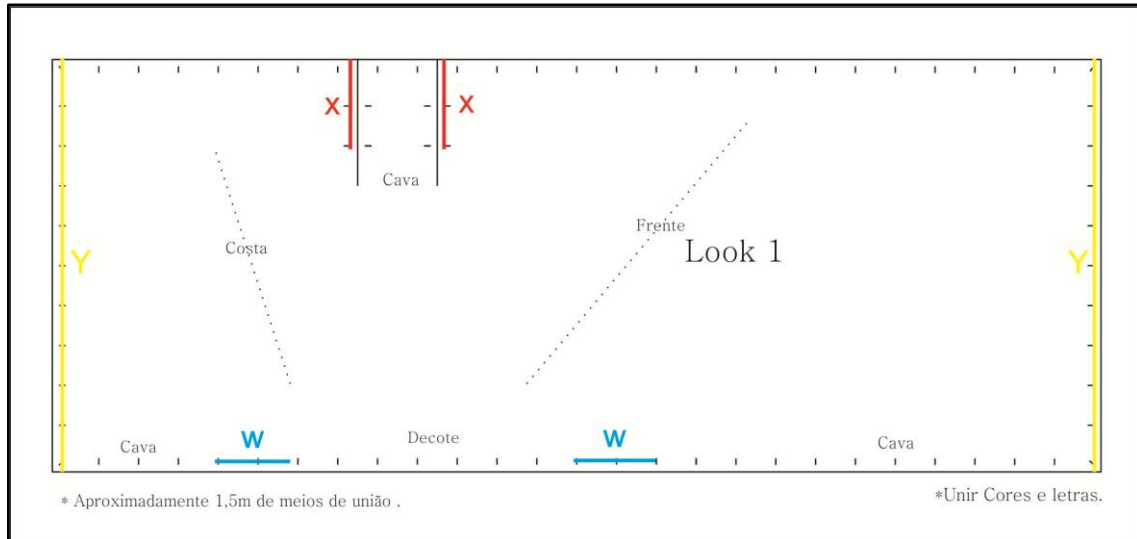 X
X
Cava
Frente
Costa
Look 1
Y
Y
Cava
W
Decote
W
Cava
* Aproximadamente 1,5m de meios de união .
*Unir Cores e letras.